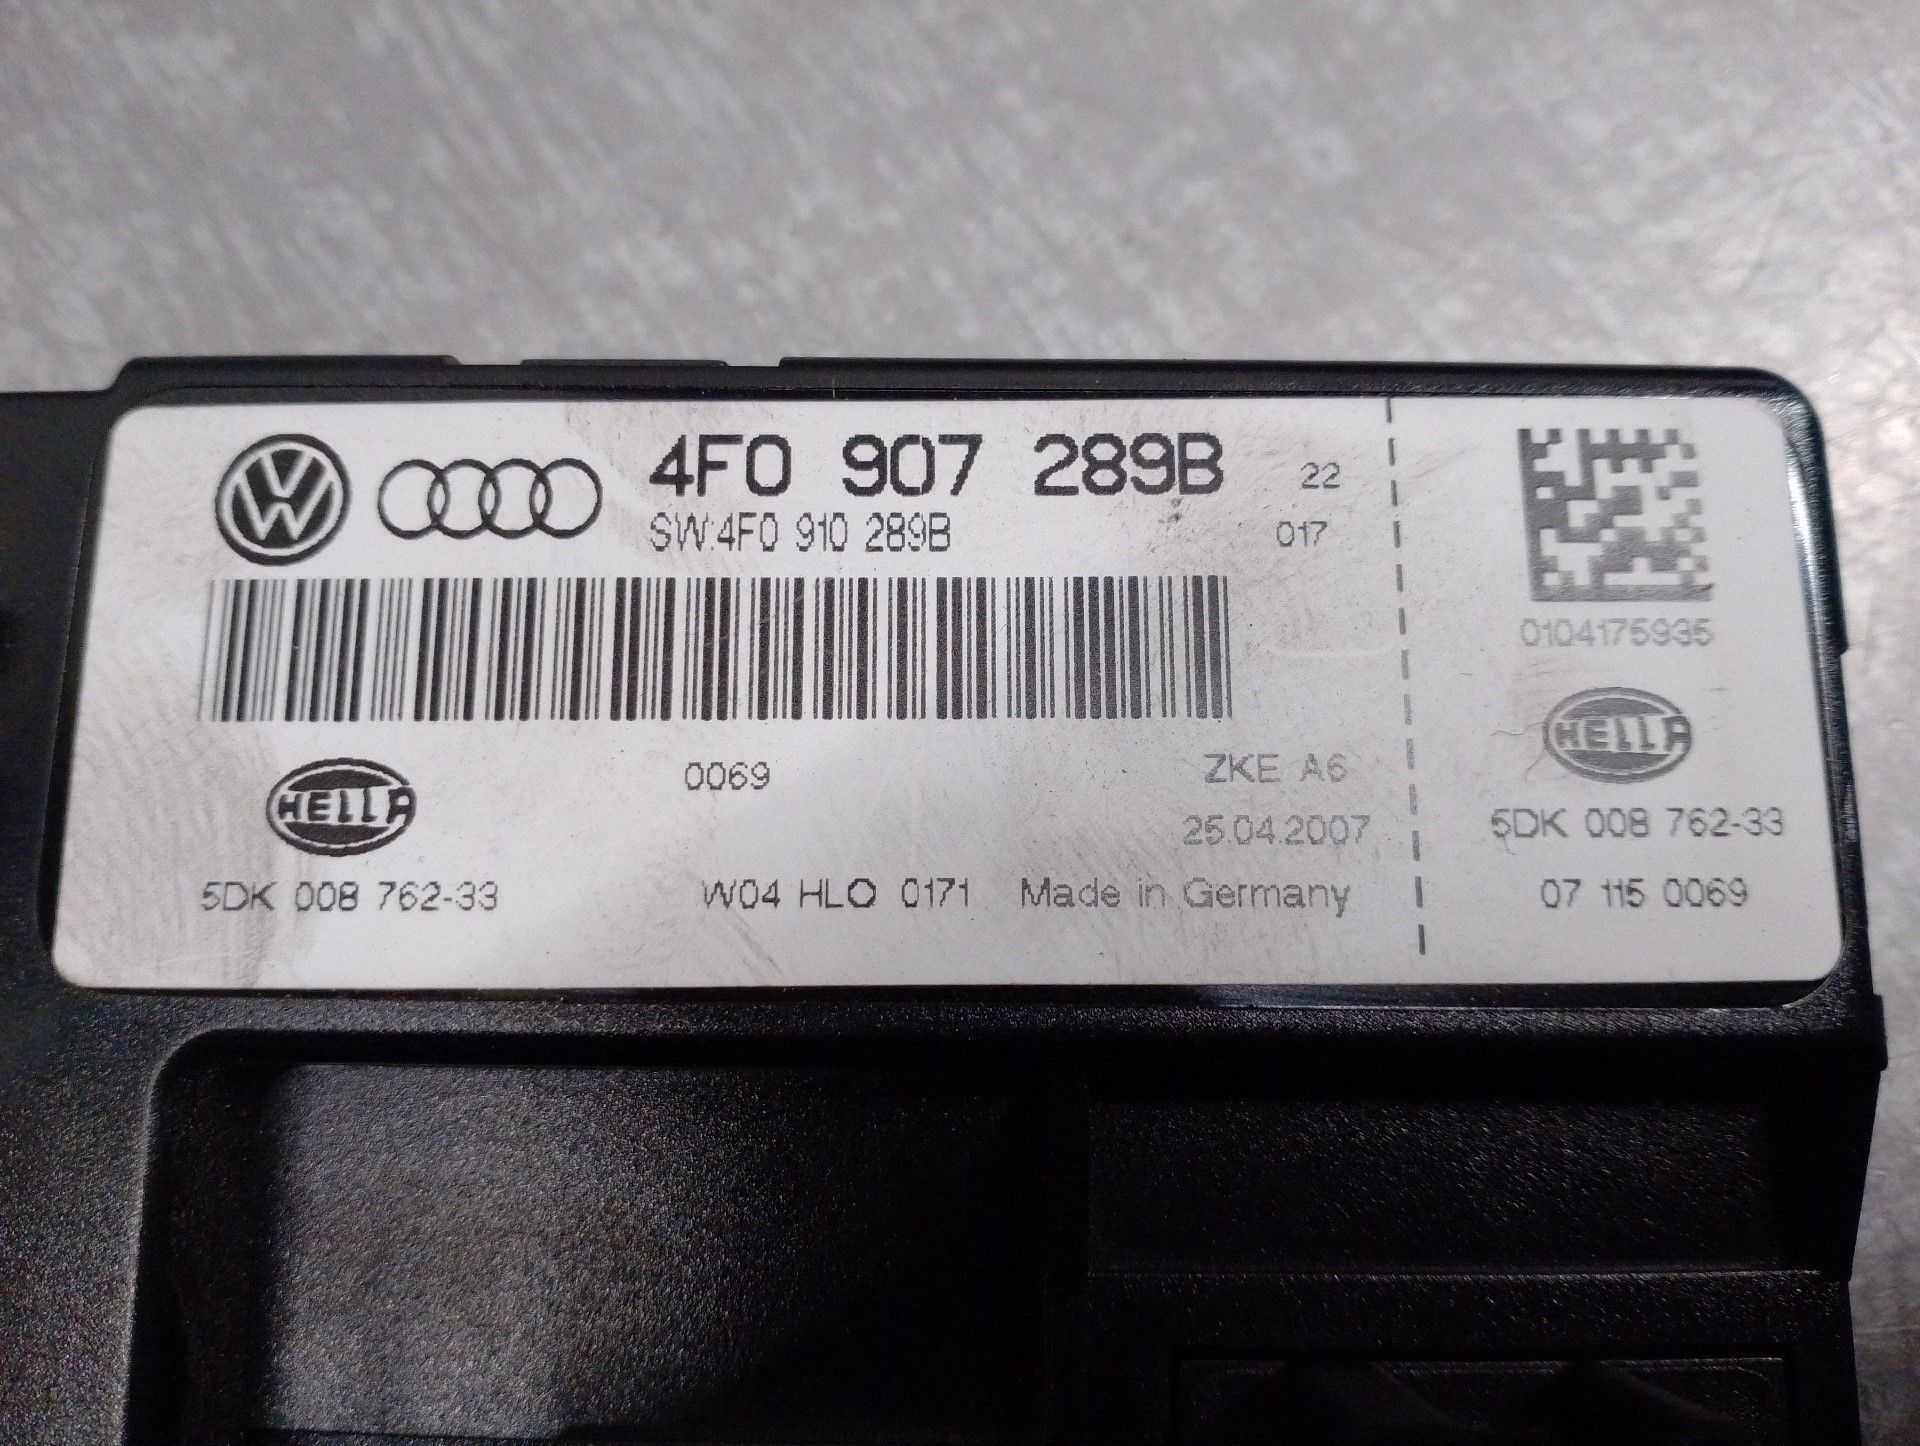 4F0 907 289B 22
SW:4F0 910 289B 017
0104175935
HELLA
0069
ZKE A6
HELLA
25.04.2007
5DK 008 762-33
5DK 008 762-33
W04 HLO 0171 Made in Germany
07 115 0069